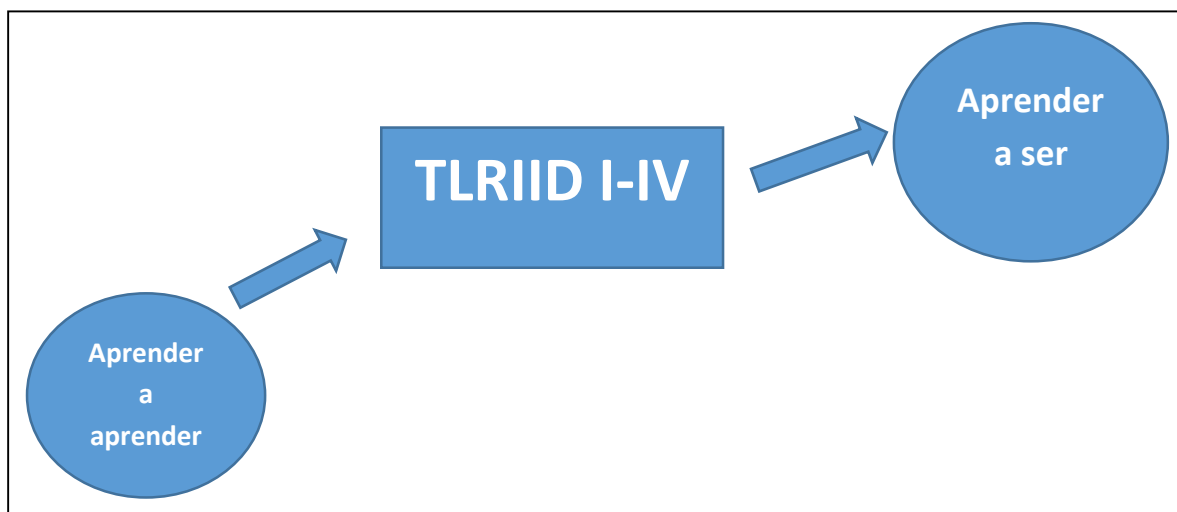 Aprender
a ser
TLRIID I-IV
Aprender
a
aprender